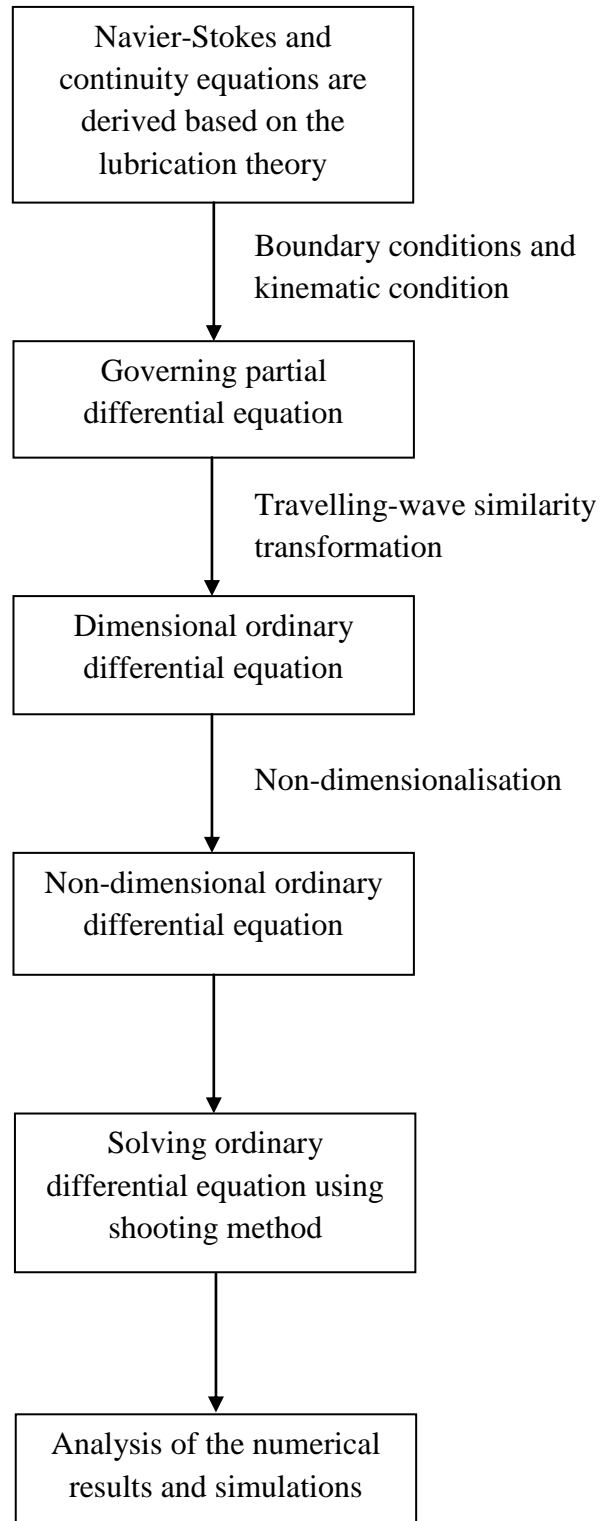 Navier-Stokes and
continuity equations are
derived based on the
lubrication theory
Boundary conditions and
kinematic condition
Governing partial
differential equation
Travelling-wave similarity
transformation
Dimensional ordinary
differential equation
Non-dimensionalisation
Non-dimensional ordinary
differential equation
Solving ordinary
differential equation using
shooting method
Analysis of the numerical
results and simulations